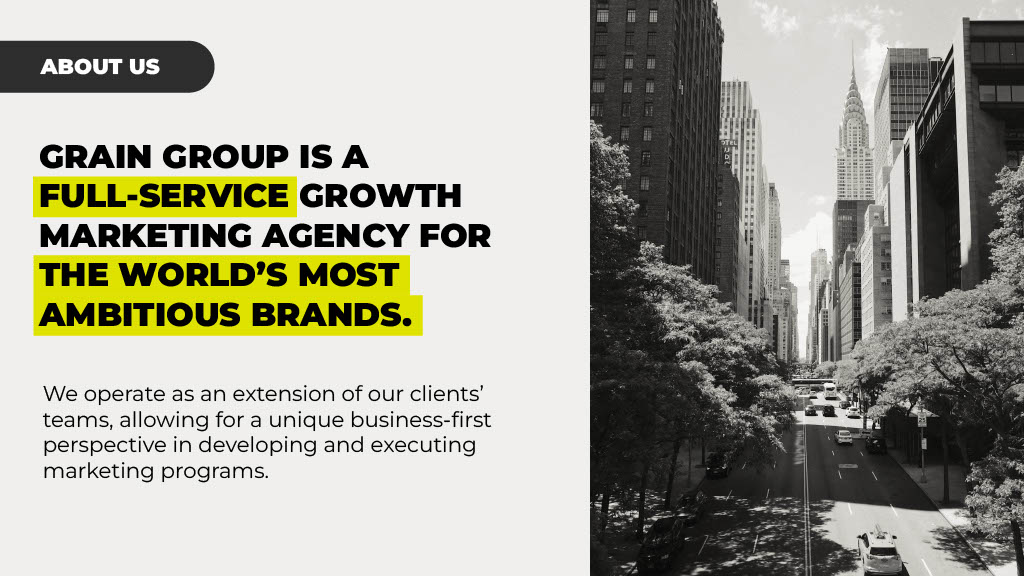 ABOUT US
GRAIN GROUP IS A
FULL-SERVICE GROWTH
MARKETING AGENCY FOR
THE WORLD’S MOST
AMBITIOUS BRANDS.
We operate as an extension of our clients’
teams, allowing for a unique business-first
perspective in developing and executing
marketing programs.